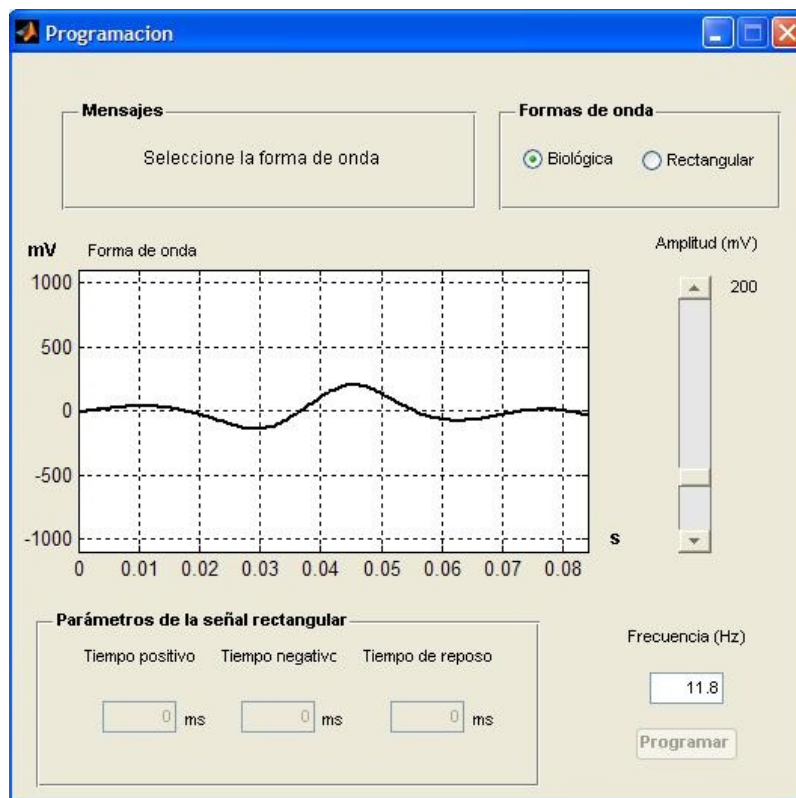 Programacion
Mensajes
Seleccione la forma de onda
Formas de onda
Biológica
Rectangular
mV
Forma de onda
1000
500
0
-500
-1000
0 0.01 0.02 0.03 0.04 0.05 0.06 0.07 0.08
s
Amplitud (mV)
200
Parámetros de la señal rectangular
Tiempo positivo Tiempo negativc Tiempo de reposo
0 ms 0 ms 0 ms
Frecuencia (Hz)
11.8
Programar